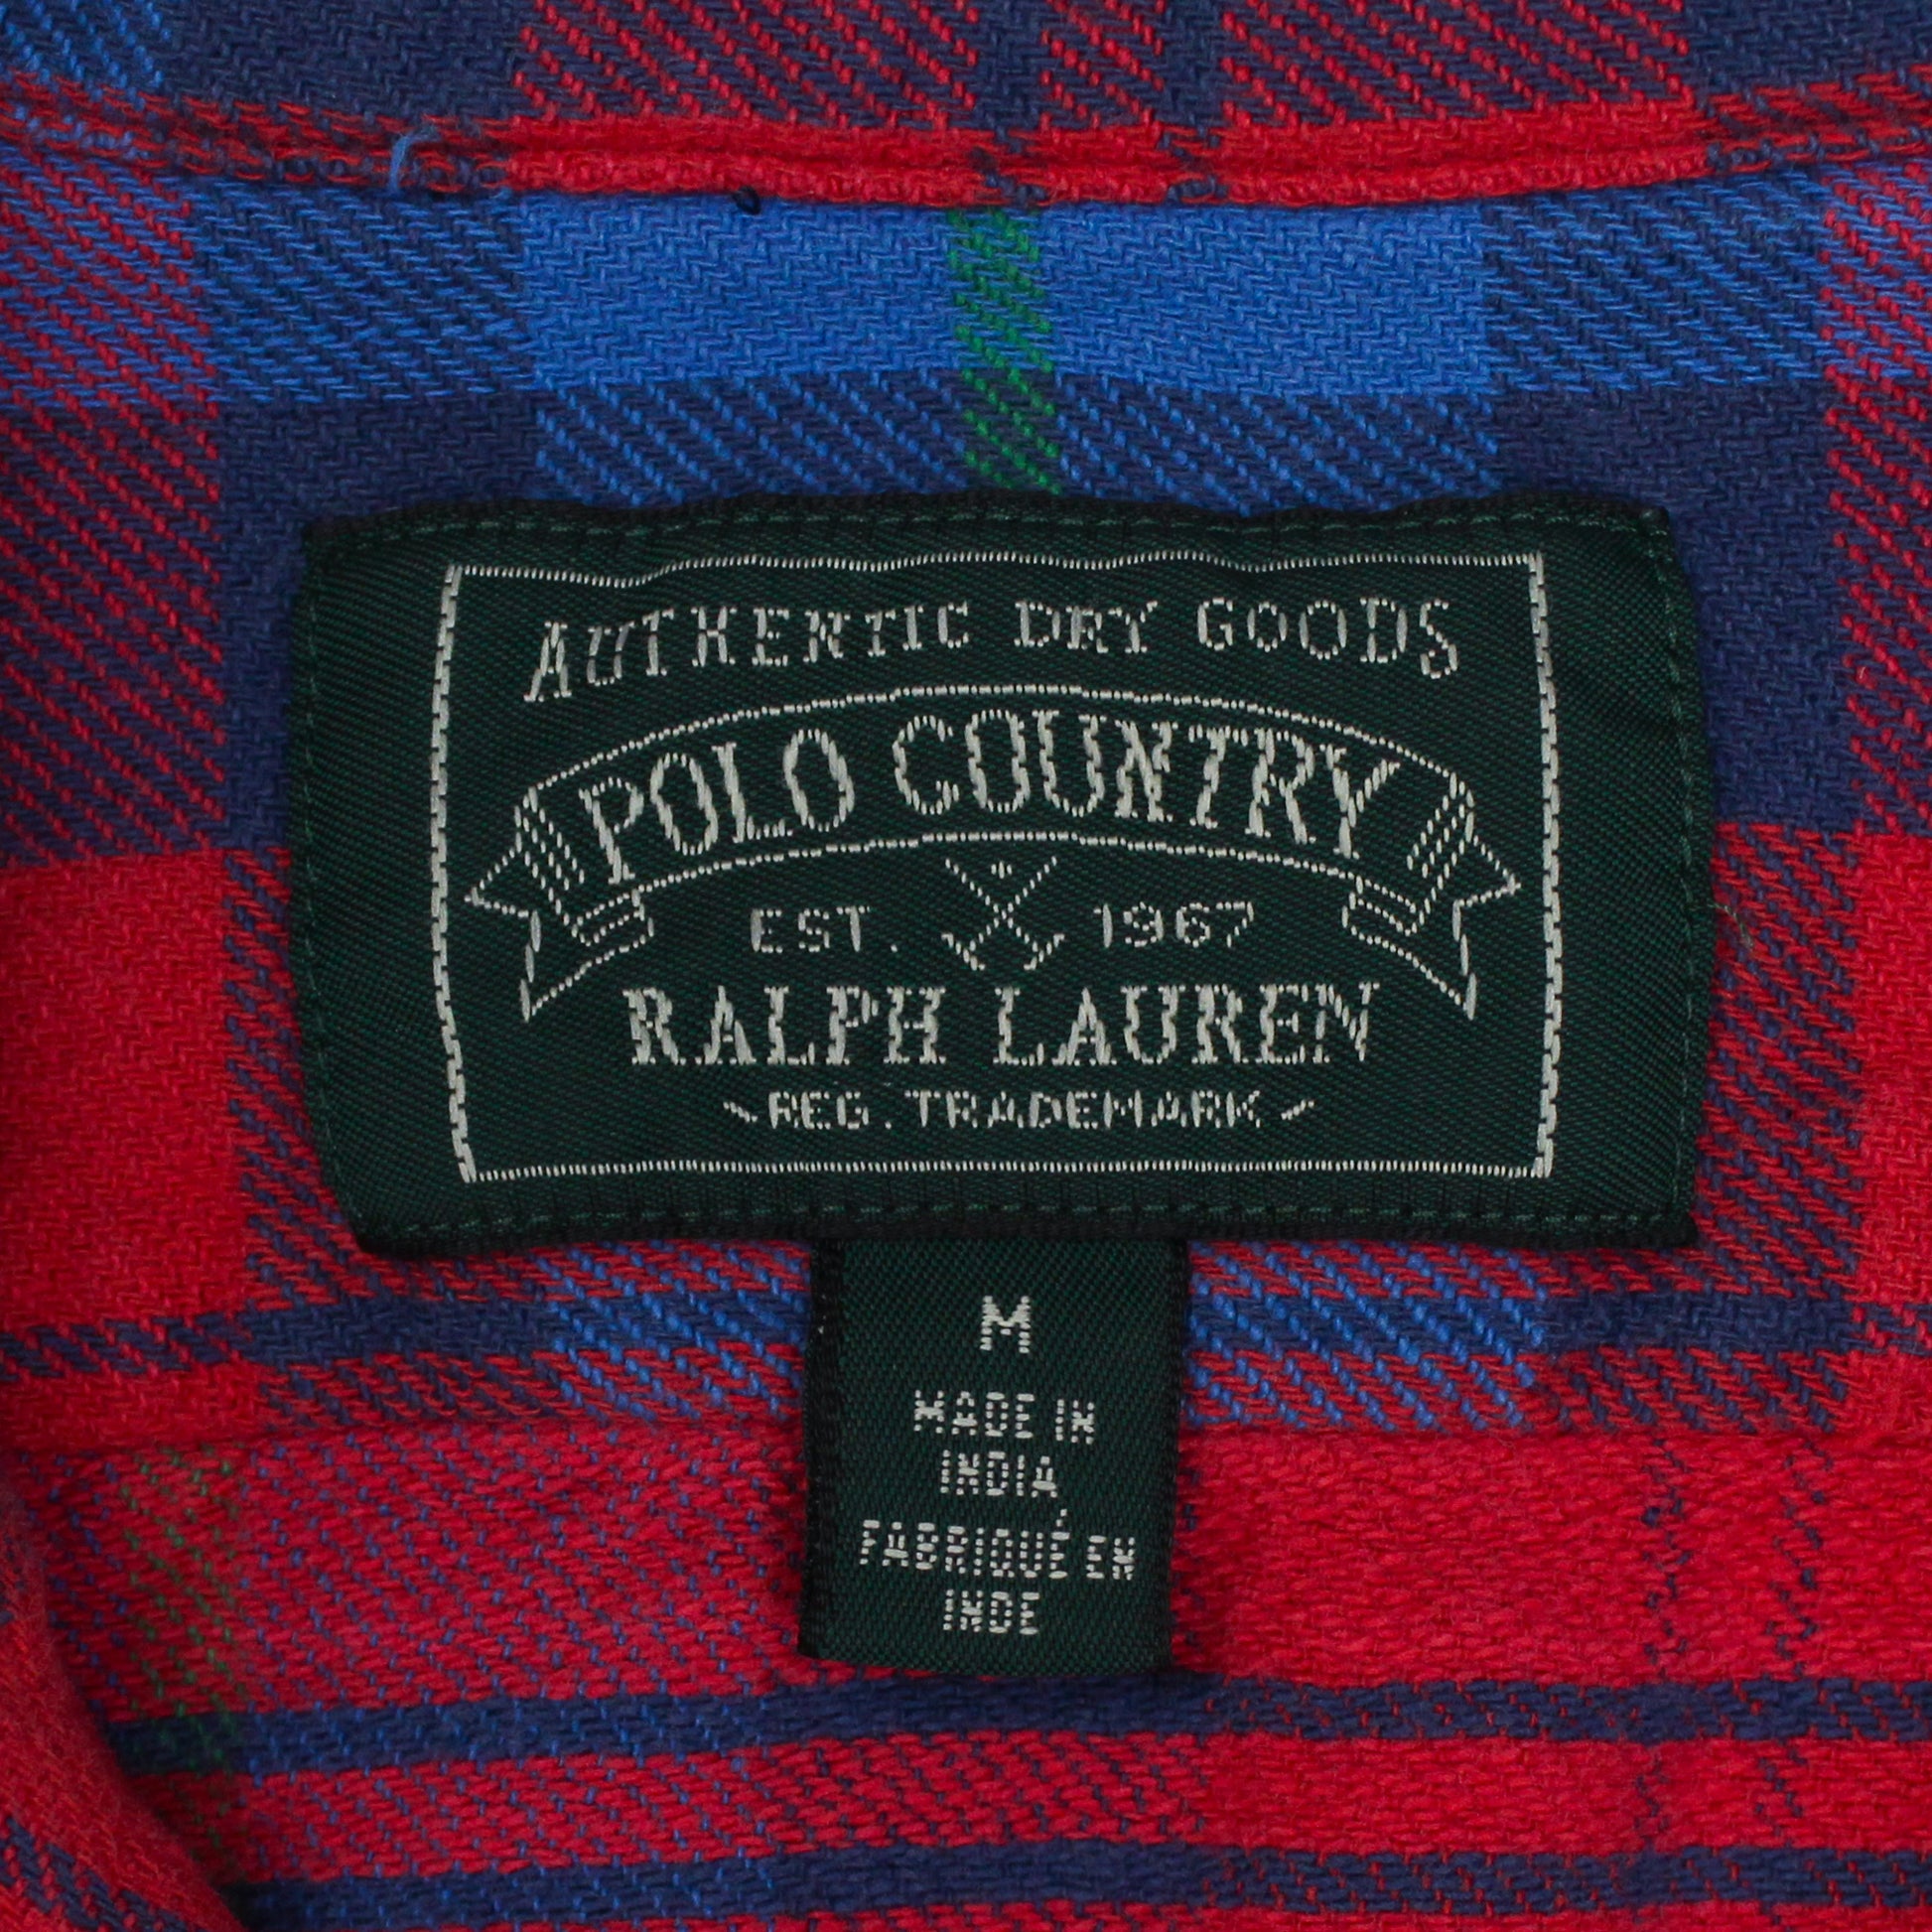 AUTHENTIC DRY GOODS
POLO COUNTRY
EST. 1967
RALPH LAUREN
-REG. TRADEMARK-
M
MADE IN
INDIA
FABRIQUÉ EN
INDE